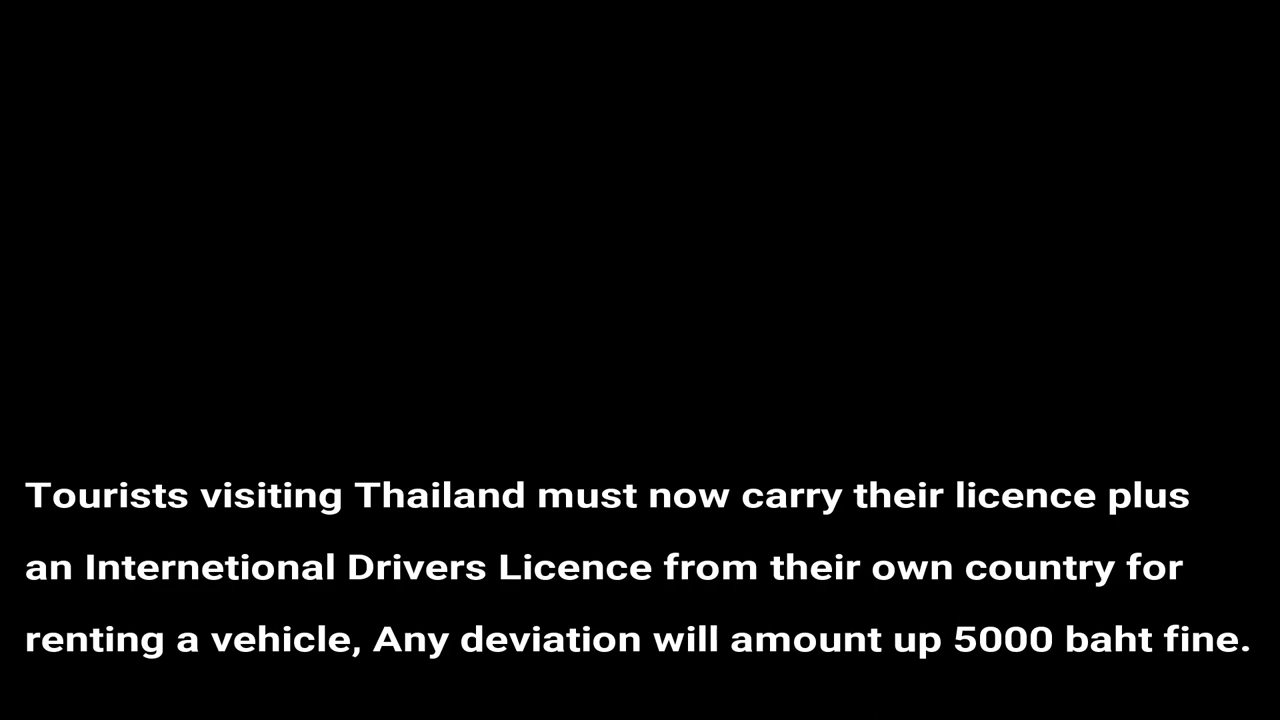 Tourists visiting Thailand must now carry their licence plus
an Internetional Drivers Licence from their own country for
renting a vehicle, Any deviation will amount up 5000 baht fine.